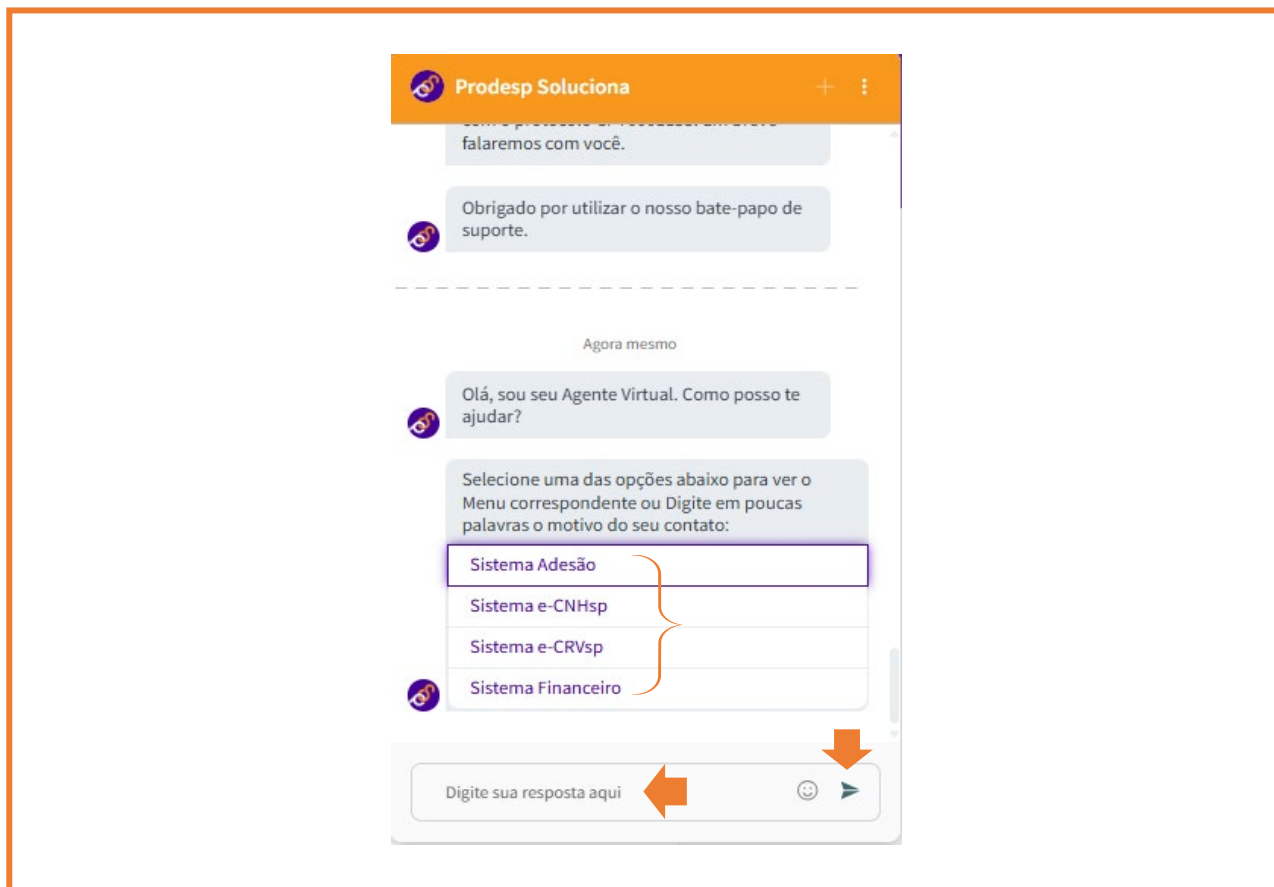 Prodesp Soluciona
falaremos com você.
Obrigado por utilizar o nosso bate-papo de
suporte.
Agora mesmo
Olá, sou seu Agente Virtual. Como posso te
ajudar?
Selecione uma das opções abaixo para ver o
Menu correspondente ou Digite em poucas
palavras o motivo do seu contato:
Sistema Adesão
Sistema e-CNHsp
Sistema e-CRVsp
Sistema Financeiro
Digite sua resposta aqui